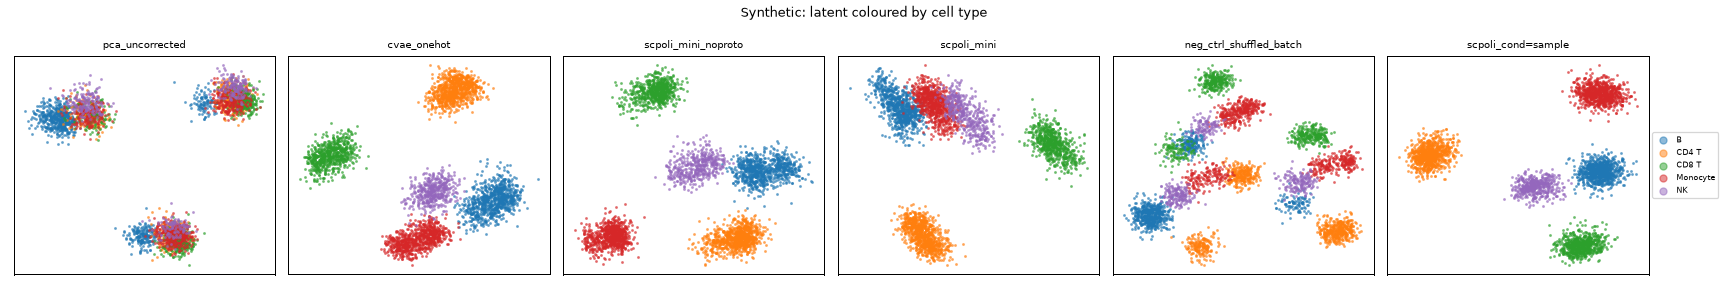 Synthetic: latent coloured by cell type
pca_uncorrected
cvae_onehot
scpoli_mini_noproto
scpoli_mini
neg_ctrl_shuffled_batch
scpoli_cond=sample
B
CD4 T
CD8 T
Monocyte
NK